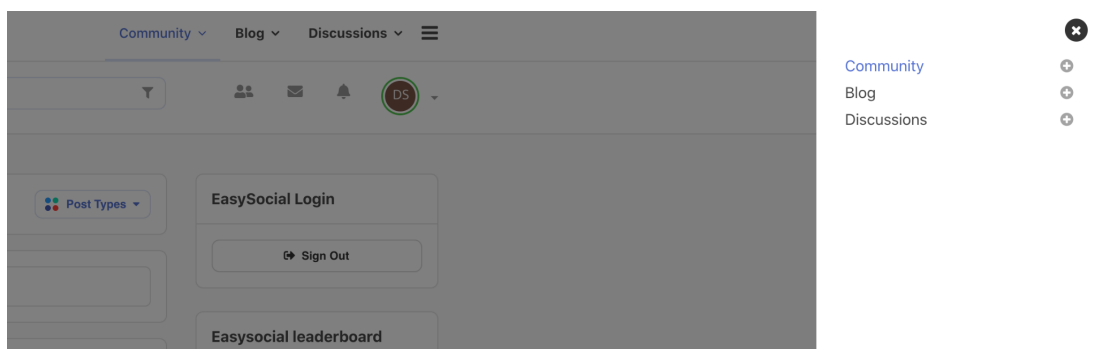 Community Blog Discussions
DS
Post Types
EasySocial Login
Sign Out
Easysocial leaderboard
Community
Blog
Discussions